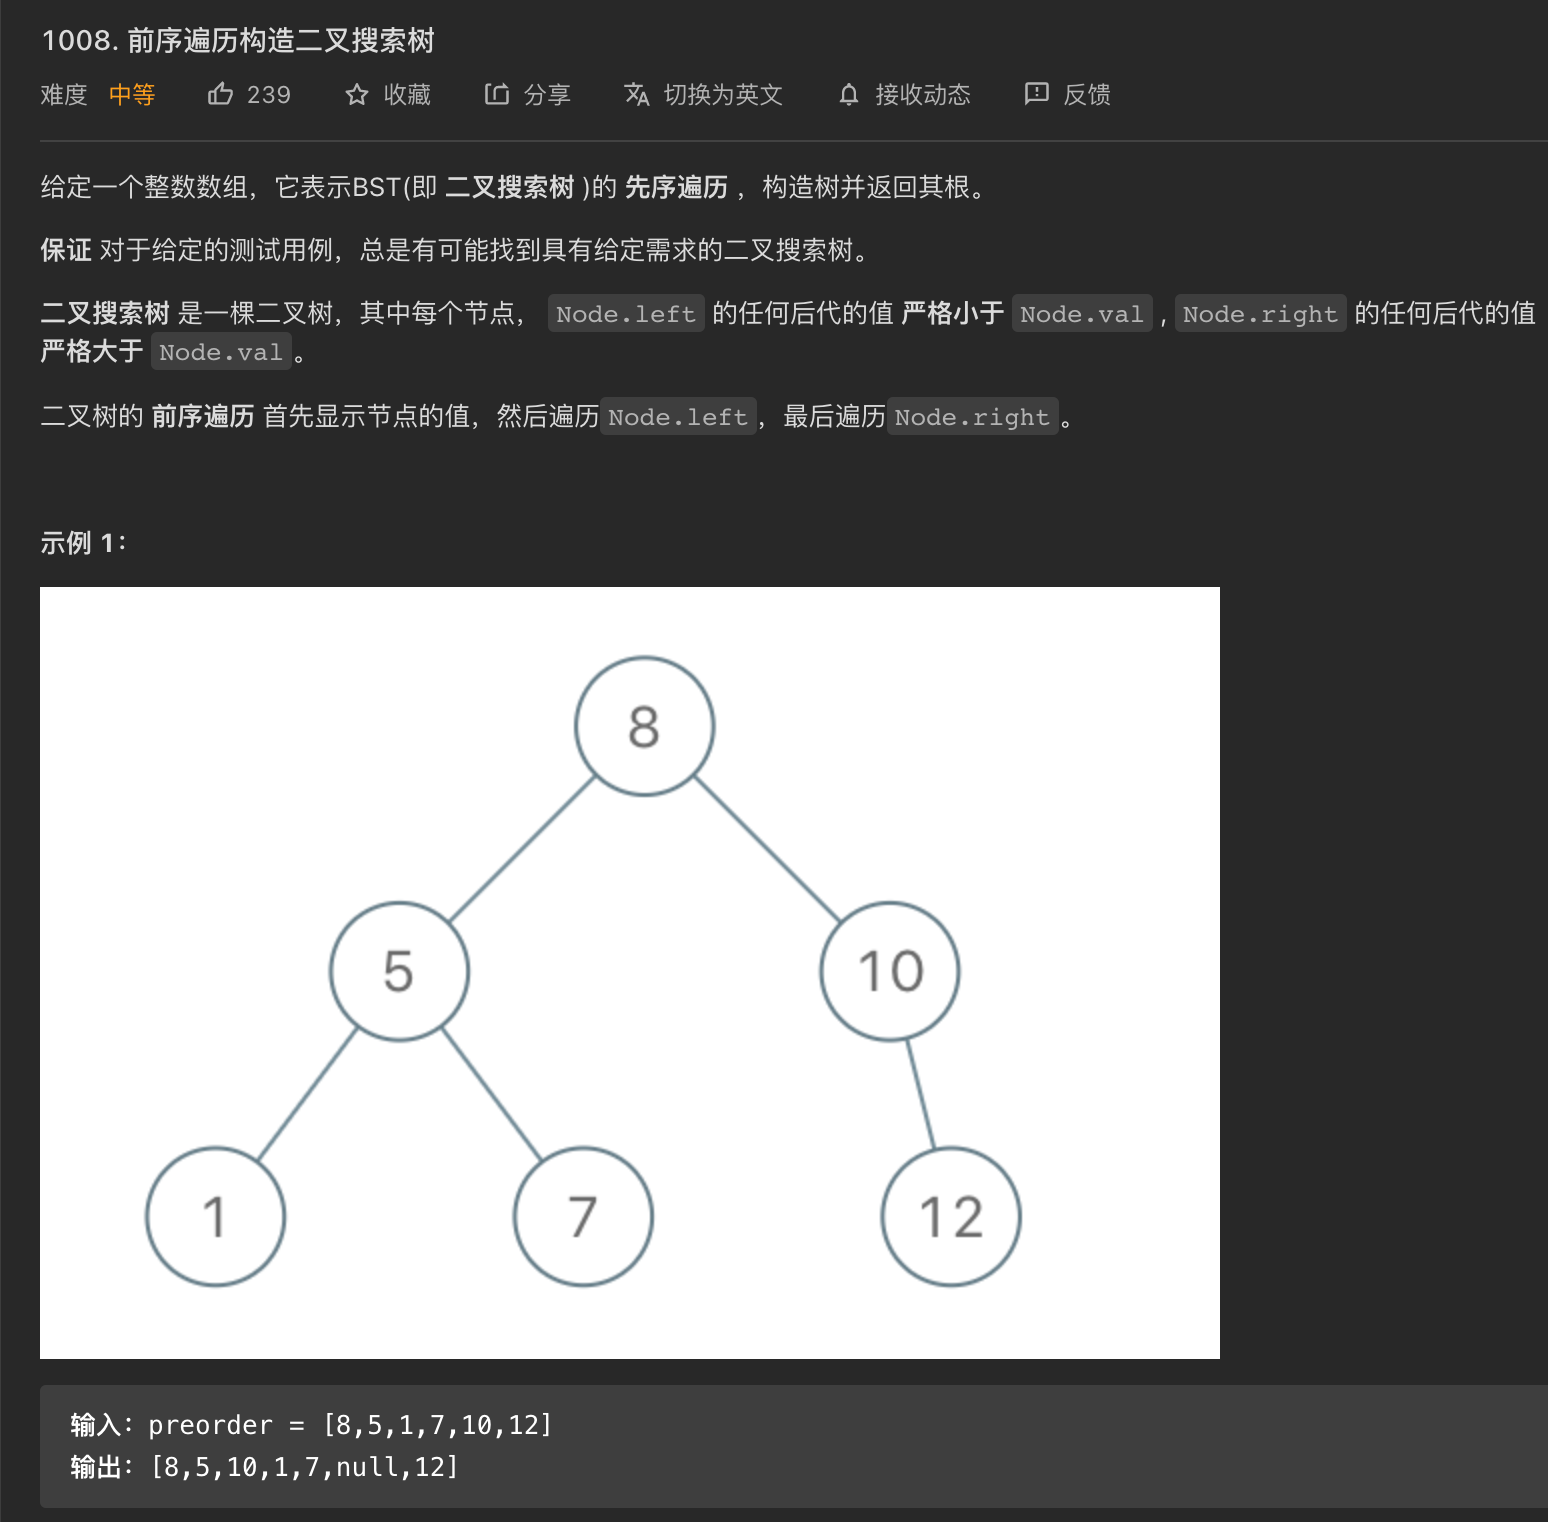 1008. 前序遍历构造二叉搜索树
难度 中等 239 收藏 分享 切换为英文 接收动态 反馈
给定一个整数数组，它表示BST(即 二叉搜索树 )的 先序遍历 ，构造树并返回其根。
保证 对于给定的测试用例，总是有可能找到具有给定需求的二叉搜索树。
二叉搜索树 是一棵二叉树，其中每个节点， Node.left 的任何后代的值 严格小于 Node.val , Node.right 的任何后代的值
严格大于 Node.val 。
二叉树的 前序遍历 首先显示节点的值，然后遍历Node.left，最后遍历Node.right。
示例 1：
8
5 10
1 7 12
输入：preorder = [8,5,1,7,10,12]
输出：[8,5,10,1,7,null,12]